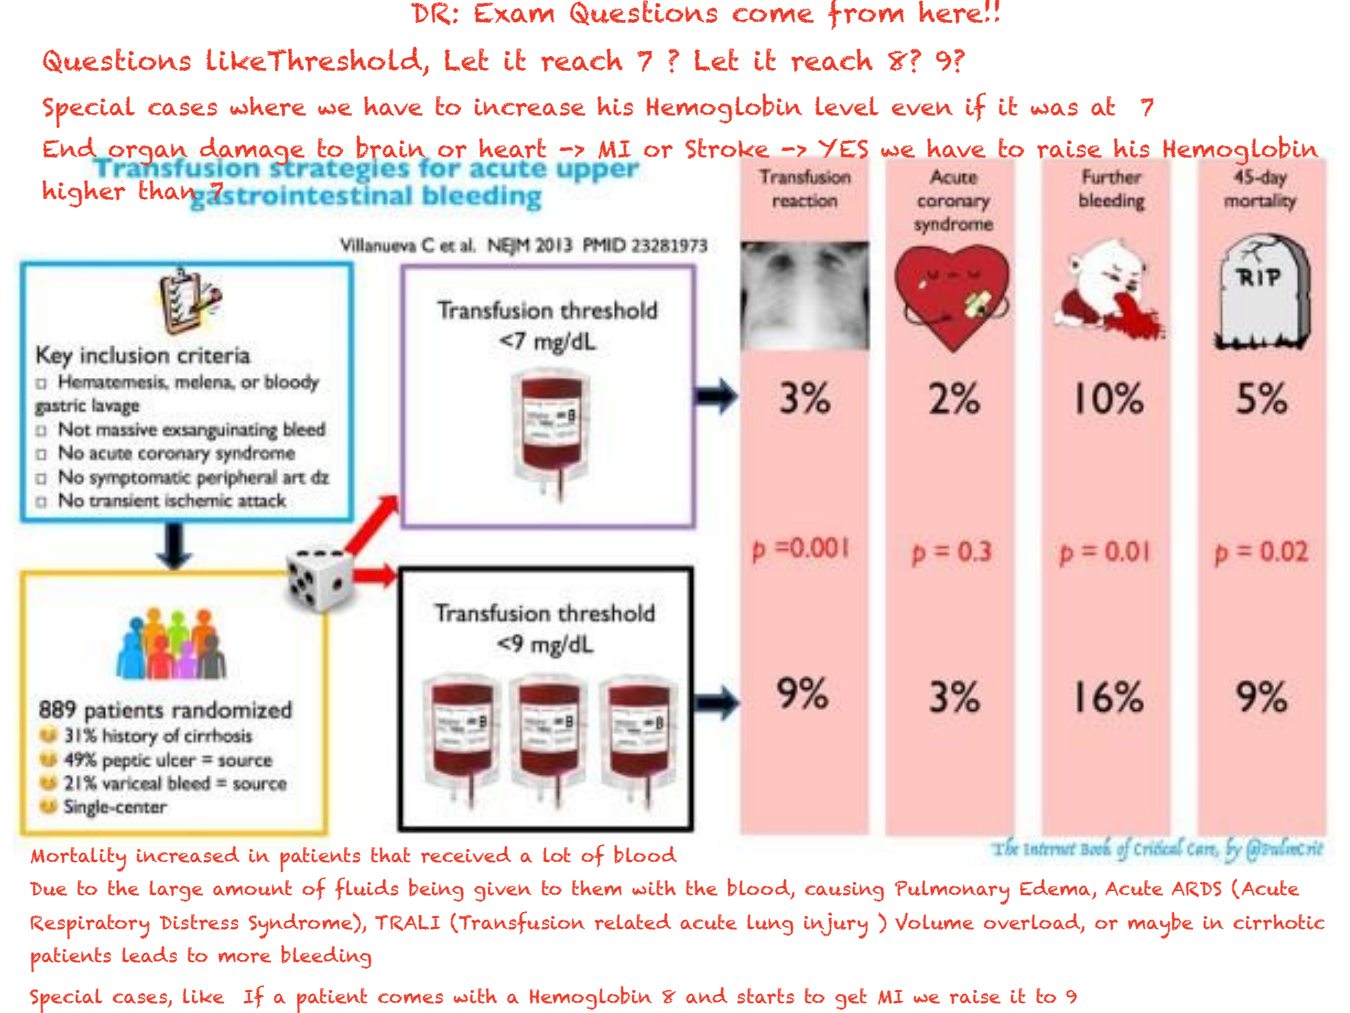 DR: Exam Questions come from here!!
Questions likeThreshold, Let it reach 7 ? Let it reach 8? 9?
Special cases where we have to increase his Hemoglobin level even if it was at 7
End organ damage to brain or heart -> MI or Stroke -> YES we have to raise his Hemoglobin
higher than 7
Transfusion strategies for acute upper
gastrointestinal bleeding
Villanueva C et al. NEJM 2013 PMID 23281973
Key inclusion criteria
□ Hematemesis, melena, or bloody
gastric lavage
□ Not massive exsanguinating bleed
□ No acute coronary syndrome
□ No symptomatic peripheral art dz
□ No transient ischemic attack
889 patients randomized
31% history of cirrhosis
49% peptic ulcer = source
21% variceal bleed = source
Single-center
Transfusion threshold
<7 mg/dL
=B
Transfusion threshold
<9 mg/dL
=B
=B
=B
Transfusion
reaction
3%
p =0.001
9%
Acute
coronary
syndrome
2%
p = 0.3
3%
Further
bleeding
10%
p = 0.01
16%
45-day
mortality
RIP
5%
p = 0.02
9%
The Internet Book of Critical Care, by @PulmCrit
Mortality increased in patients that received a lot of blood
Due to the large amount of fluids being given to them with the blood, causing Pulmonary Edema, Acute ARDS (Acute
Respiratory Distress Syndrome), TRALI (Transfusion related acute lung injury ) Volume overload, or maybe in cirrhotic
patients leads to more bleeding
Special cases, like If a patient comes with a Hemoglobin 8 and starts to get MI we raise it to 9